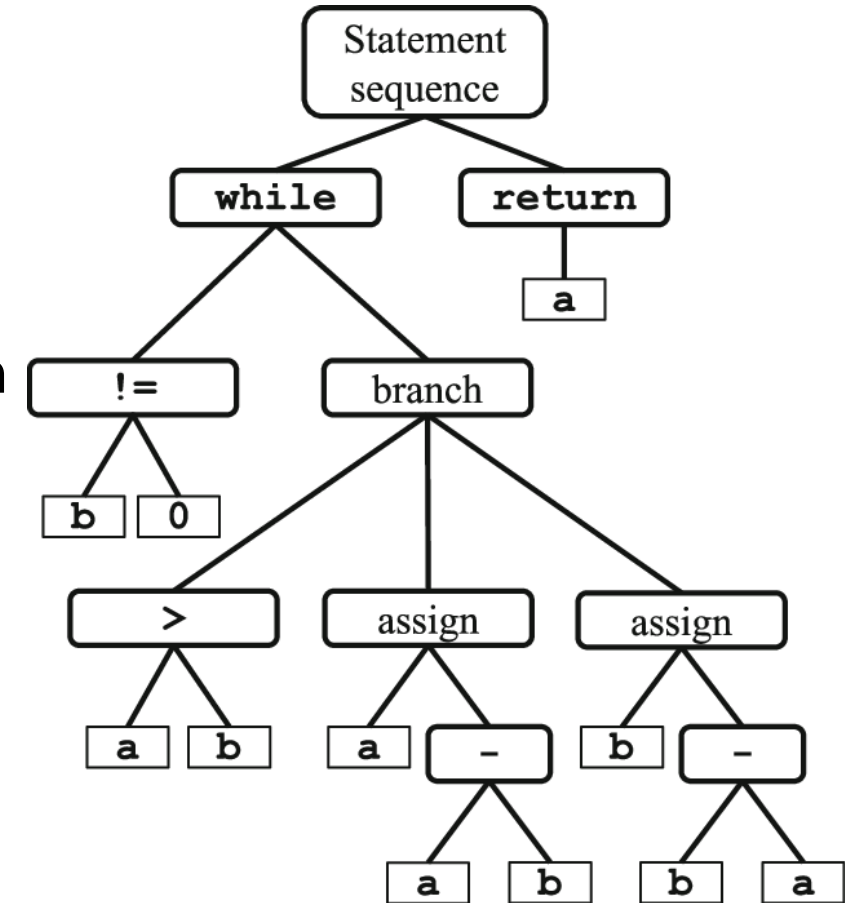 Statement
sequence
while
return
a
n
!=
branch
b
0
>
assign
assign
a
b
a
-
b
-
a
b
b
a